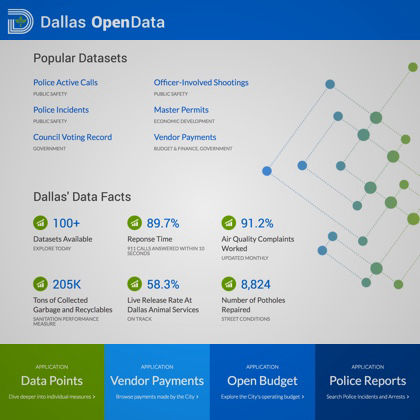 Dallas OpenData
Popular Datasets
Police Active Calls
PUBLIC SAFETY
Officer-Involved Shootings
PUBLIC SAFETY
Police Incidents
PUBLIC SAFETY
Master Permits
ECONOMIC DEVELOPMENT
Council Voting Record
GOVERNMENT
Vendor Payments
BUDGET & FINANCE, GOVERNMENT
Dallas' Data Facts
100+
Datasets Available
EXPLORE TODAY
89.7%
Reponse Time
911 CALLS ANSWERED WITHIN 10
SECONDS
91.2%
Air Quality Complaints
Worked
UPDATED MONTHLY
205K
Tons of Collected
Garbage and Recyclables
SANITATION PERFORMANCE
MEASURE
58.3%
Live Release Rate At
Dallas Animal Services
ON TRACK
8,824
Number of Potholes
Repaired
STREET CONDITIONS
APPLICATION
Data Points
Dive deeper into individual measures >
APPLICATION
Vendor Payments
Browse payments made by the City >
APPLICATION
Open Budget
Explore the City's operating budget >
APPLICATION
Police Reports
Search Police Incidents and Arrests >